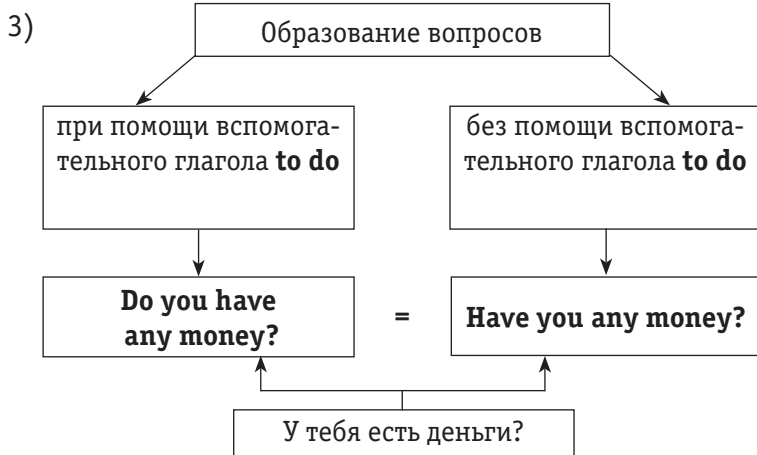 3)
Образование вопросов
при помощи вспомога-
тельного глагола to do
без помощи вспомога-
тельного глагола to do
Do you have
any money?
=
Have you any money?
У тебя есть деньги?